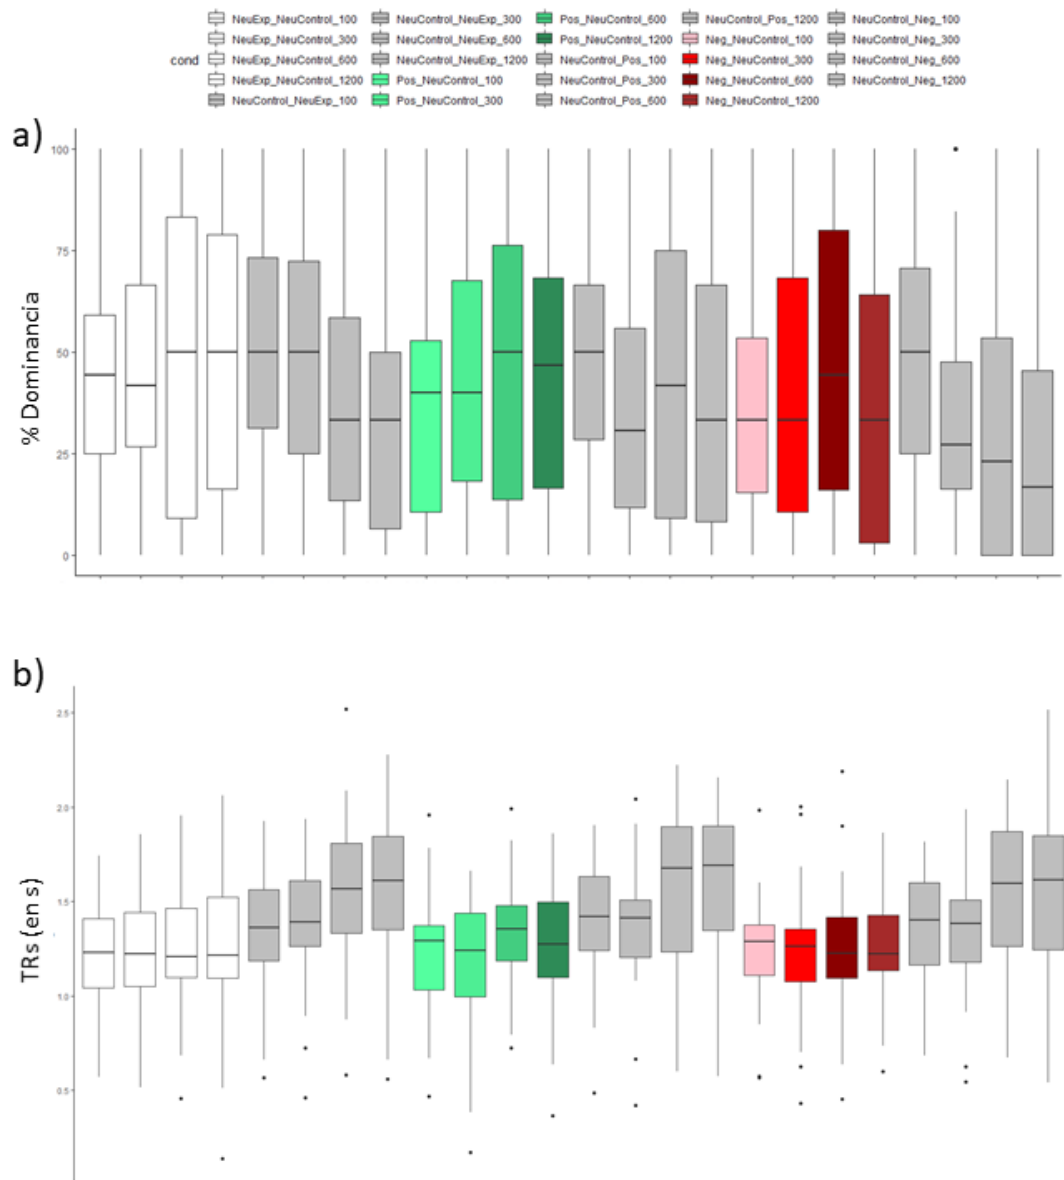 NeuExp_NeuControl_100 NeuControl_NeuExp_300 Pos_NeuControl_600 NeuControl_Pos_1200 NeuControl_Neg_100
NeuExp_NeuControl_300 NeuControl_NeuExp_600 Pos_NeuControl_1200 Neg_NeuControl_100 NeuControl_Neg_300
cond NeuExp_NeuControl_600 NeuControl_NeuExp_1200 NeuControl_Pos_100 Neg_NeuControl_300 NeuControl_Neg_600
NeuExp_NeuControl_1200 Pos_NeuControl_100 NeuControl_Pos_300 Neg_NeuControl_600 NeuControl_Neg_1200
NeuControl_NeuExp_100 Pos_NeuControl_300 NeuControl_Pos_600 Neg_NeuControl_1200
a)
100
75
% Dominancia
50
25
0
b)
2.5
2.0
TRs (en s)
1.5
1.0
0.5